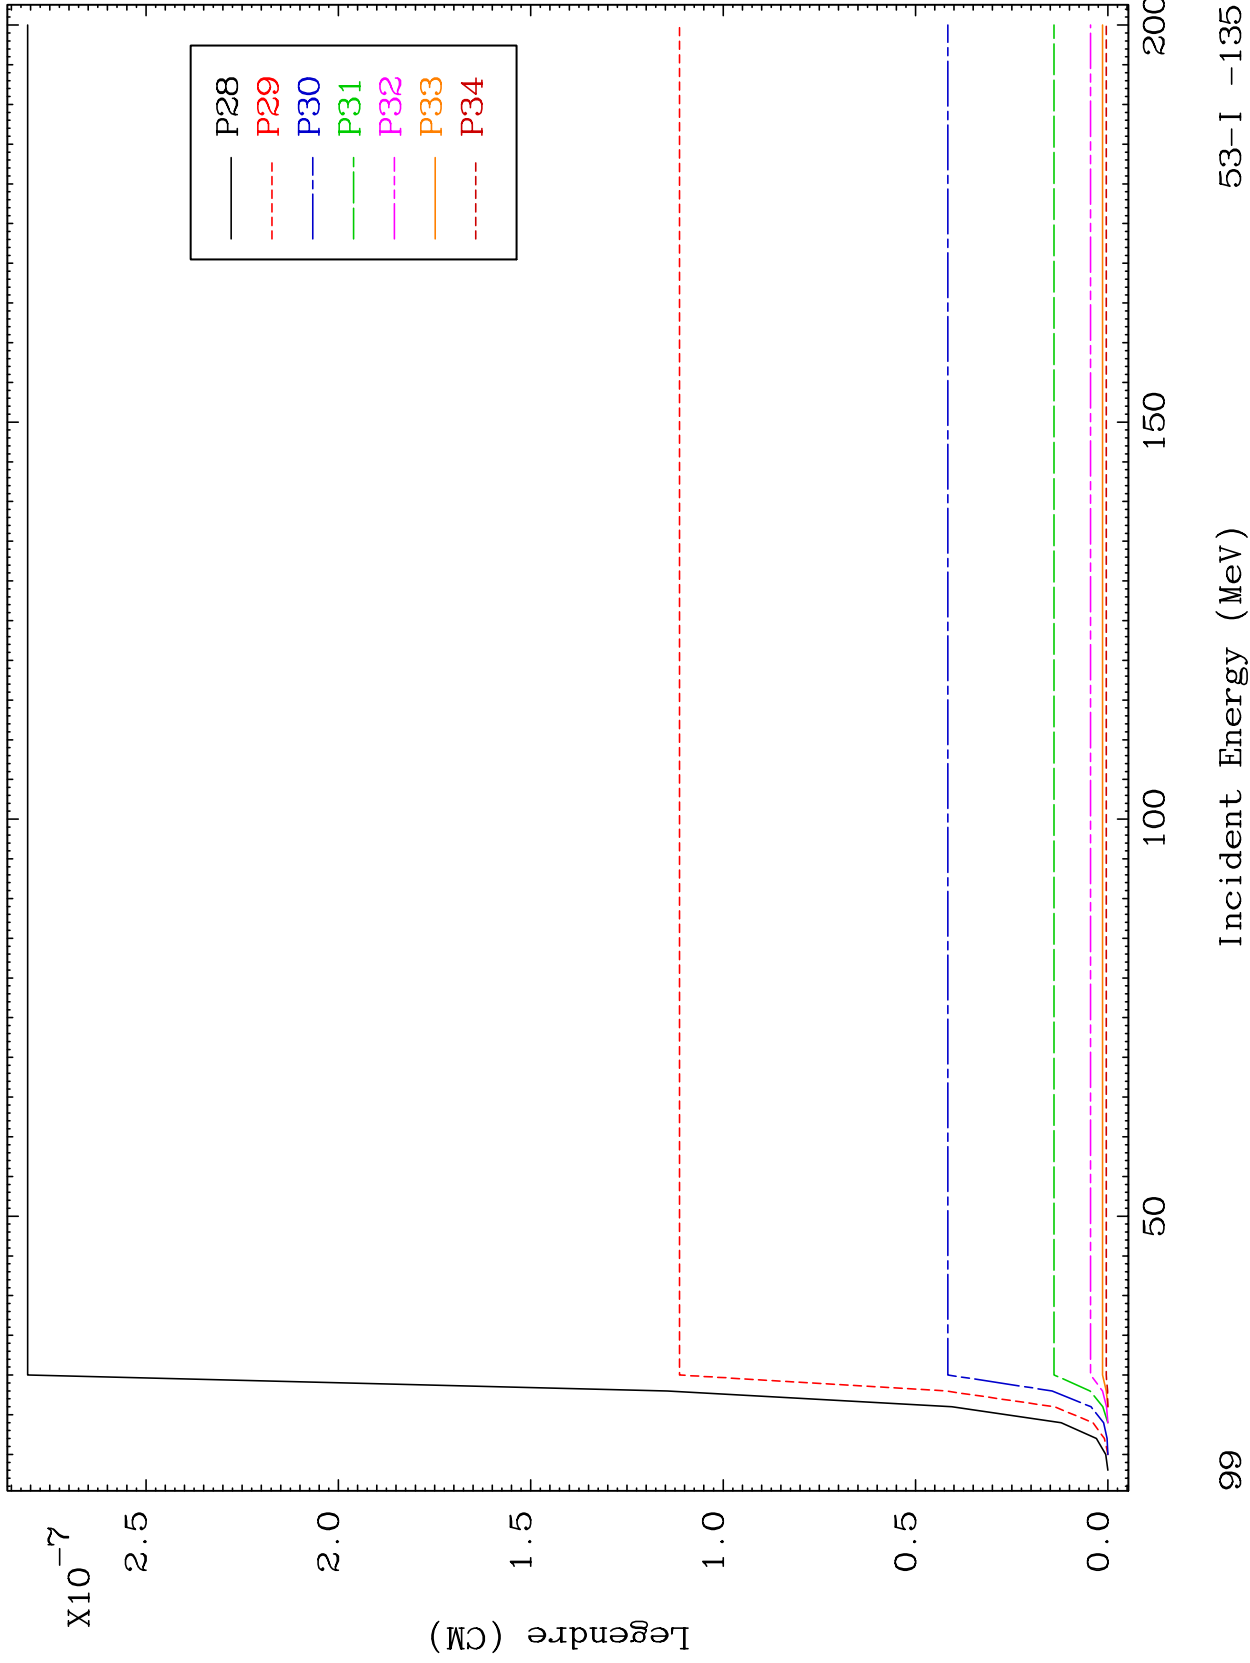 X10-7
2.5
2.0
1.5
1.0
0.5
0.0
Legendre (CM)
P28
P29
P30
P31
P32
P33
P34
50
100
150
200
99
Incident Energy (MeV)
53-I -135